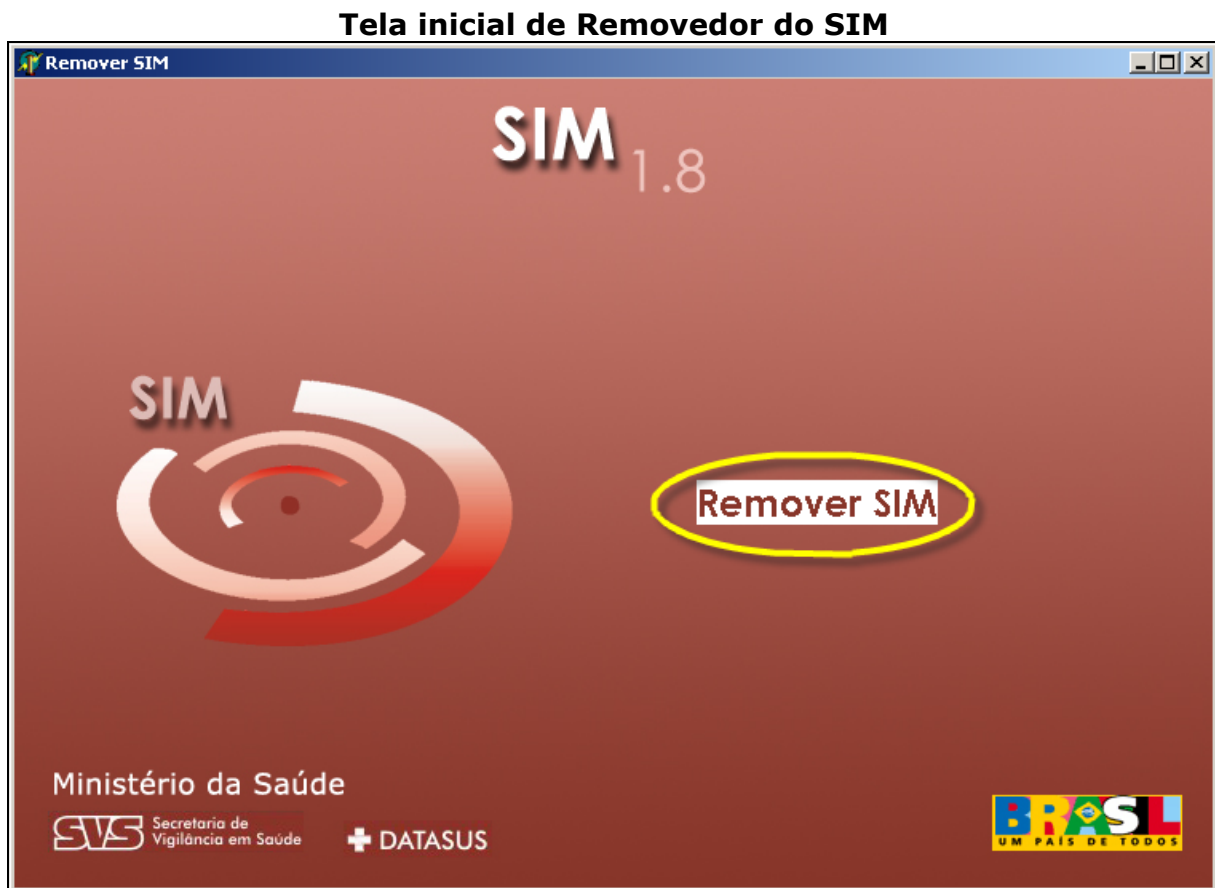 Tela inicial de Removedor do SIM
Remover SIM
SIM 1.8
SIM
Remover SIM
Ministério da Saúde
SVS Secretaria de
Vigilância em Saúde
DATASUS
BRASIL
UM PAÍS DE TODOS